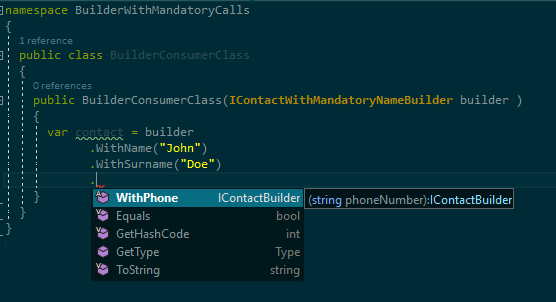 namespace BuilderWithMandatoryCalls
{
1 reference
public class BuilderConsumerClass
{
0 references
public BuilderConsumerClass(IContactWithMandatoryNameBuilder builder )
{
var contact = builder
.WithName("John")
.WithSurname("Doe")
.
WithPhone IContactBuilder (string phoneNumber):IContactBuilder
Equals bool
GetHashCode int
GetType Type
ToString string
}
}
}